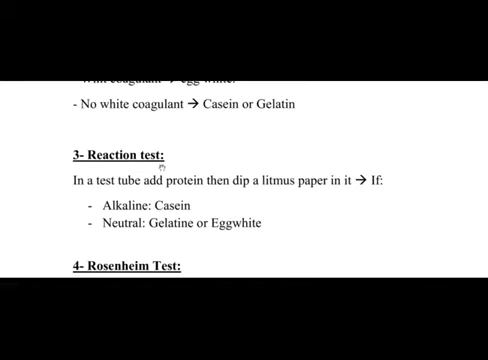 - No white coagulant → Casein or Gelatin
3- Reaction test:
In a test tube add protein then dip a litmus paper in it → If:
- Alkaline: Casein
- Neutral: Gelatine or Eggwhite
4- Rosenheim Test: